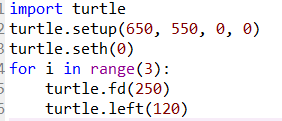 import turtle
turtle.setup(650, 550, 0, 0)
turtle.seth(0)
for i in range(3):
    turtle.fd(250)
    turtle.left(120)